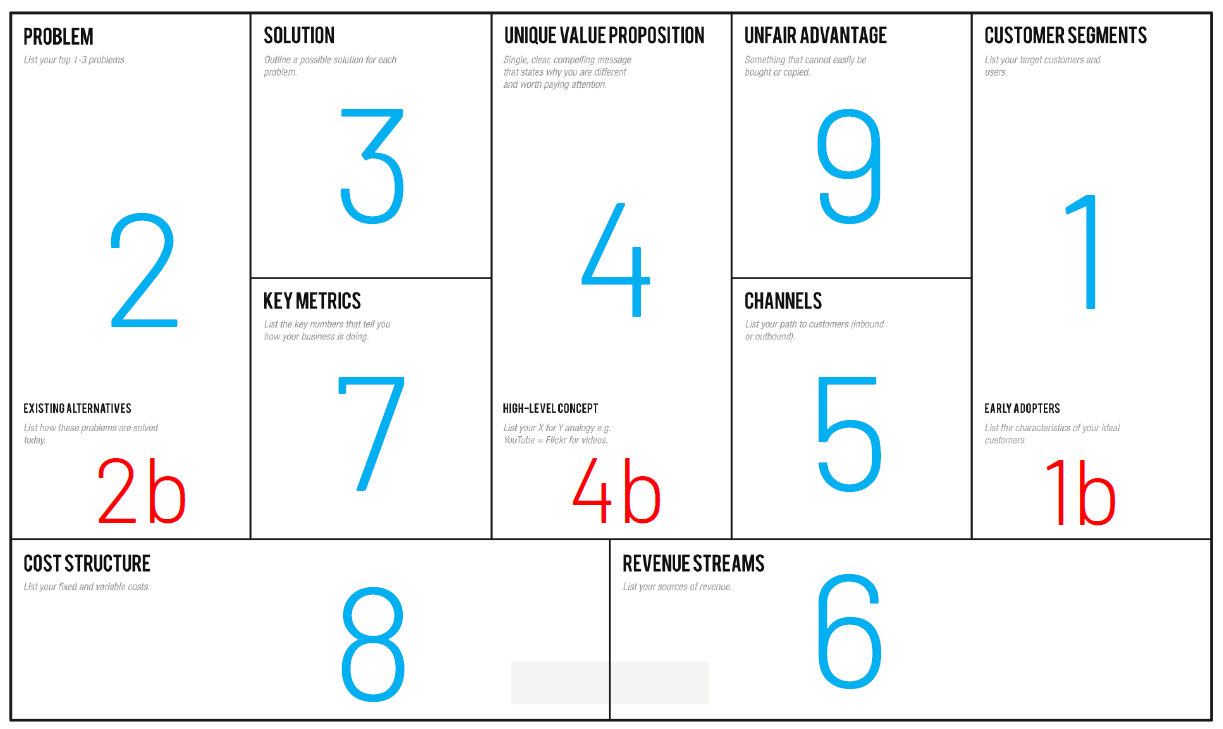 PROBLEM
List your top 1-3 problems.
2
EXISTING ALTERNATIVES
List how these problems are solved
today.
2b
SOLUTION
Outline a possible solution for each
problem.
3
KEY METRICS
List the key numbers that tell you
how your business is doing.
7
UNIQUE VALUE PROPOSITION
Single, clear, compelling message
that states why you are different
and worth paying attention.
4
HIGH-LEVEL CONCEPT
List your X for Y analogy e.g.
YouTube = Flickr for videos.
4b
UNFAIR ADVANTAGE
Something that cannot easily be
bought or copied.
9
CHANNELS
List your path to customers (inbound
or outbound).
5
CUSTOMER SEGMENTS
List your target customers and
users.
1
EARLY ADOPTERS
List the characteristics of your ideal
customers.
1b
COST STRUCTURE
List your fixed and variable costs.
8
REVENUE STREAMS
List your sources of revenue.
6